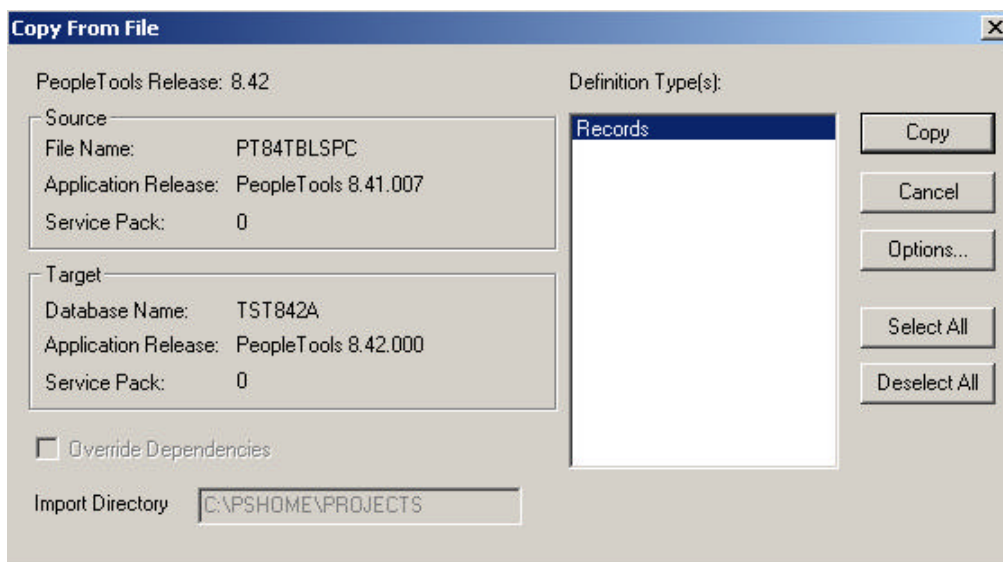 Copy From File
PeopleTools Release: 8.42
Source
File Name: PT84TBLSPC
Application Release: PeopleTools 8.41.007
Service Pack: 0
Target
Database Name: TST842A
Application Release: PeopleTools 8.42.000
Service Pack: 0
Override Dependencies
Import Directory C:\PSHOME\PROJECTS
Definition Type(s):
Records
Copy
Cancel
Options...
Select All
Deselect All